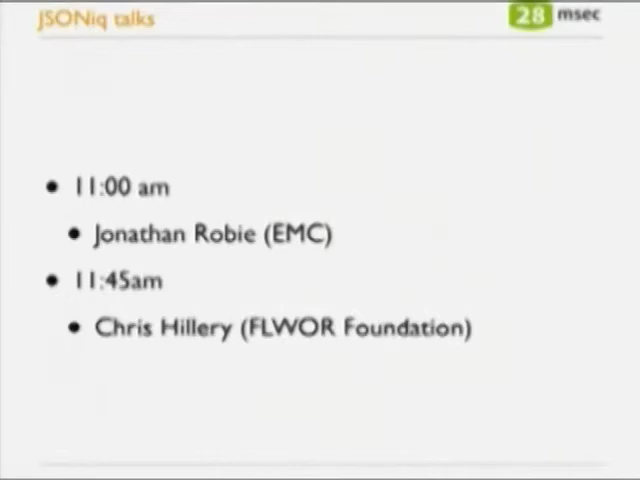 JSONiq talks
28 msec
• 11:00 am
• Jonathan Robie (EMC)
• 11:45am
• Chris Hillery (FLWOR Foundation)